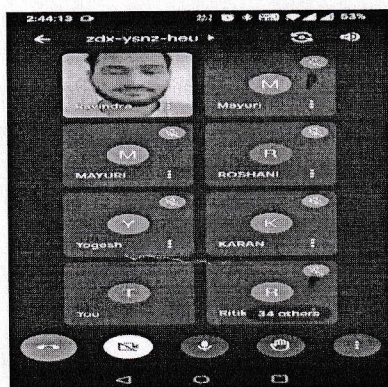 2:44:13 53%
zdx-ysnz-heu
Ravindra M Mayuri
M MAYURI R ROSHANI
Y Yogesh K KARAN
T You R Ritik 34 others